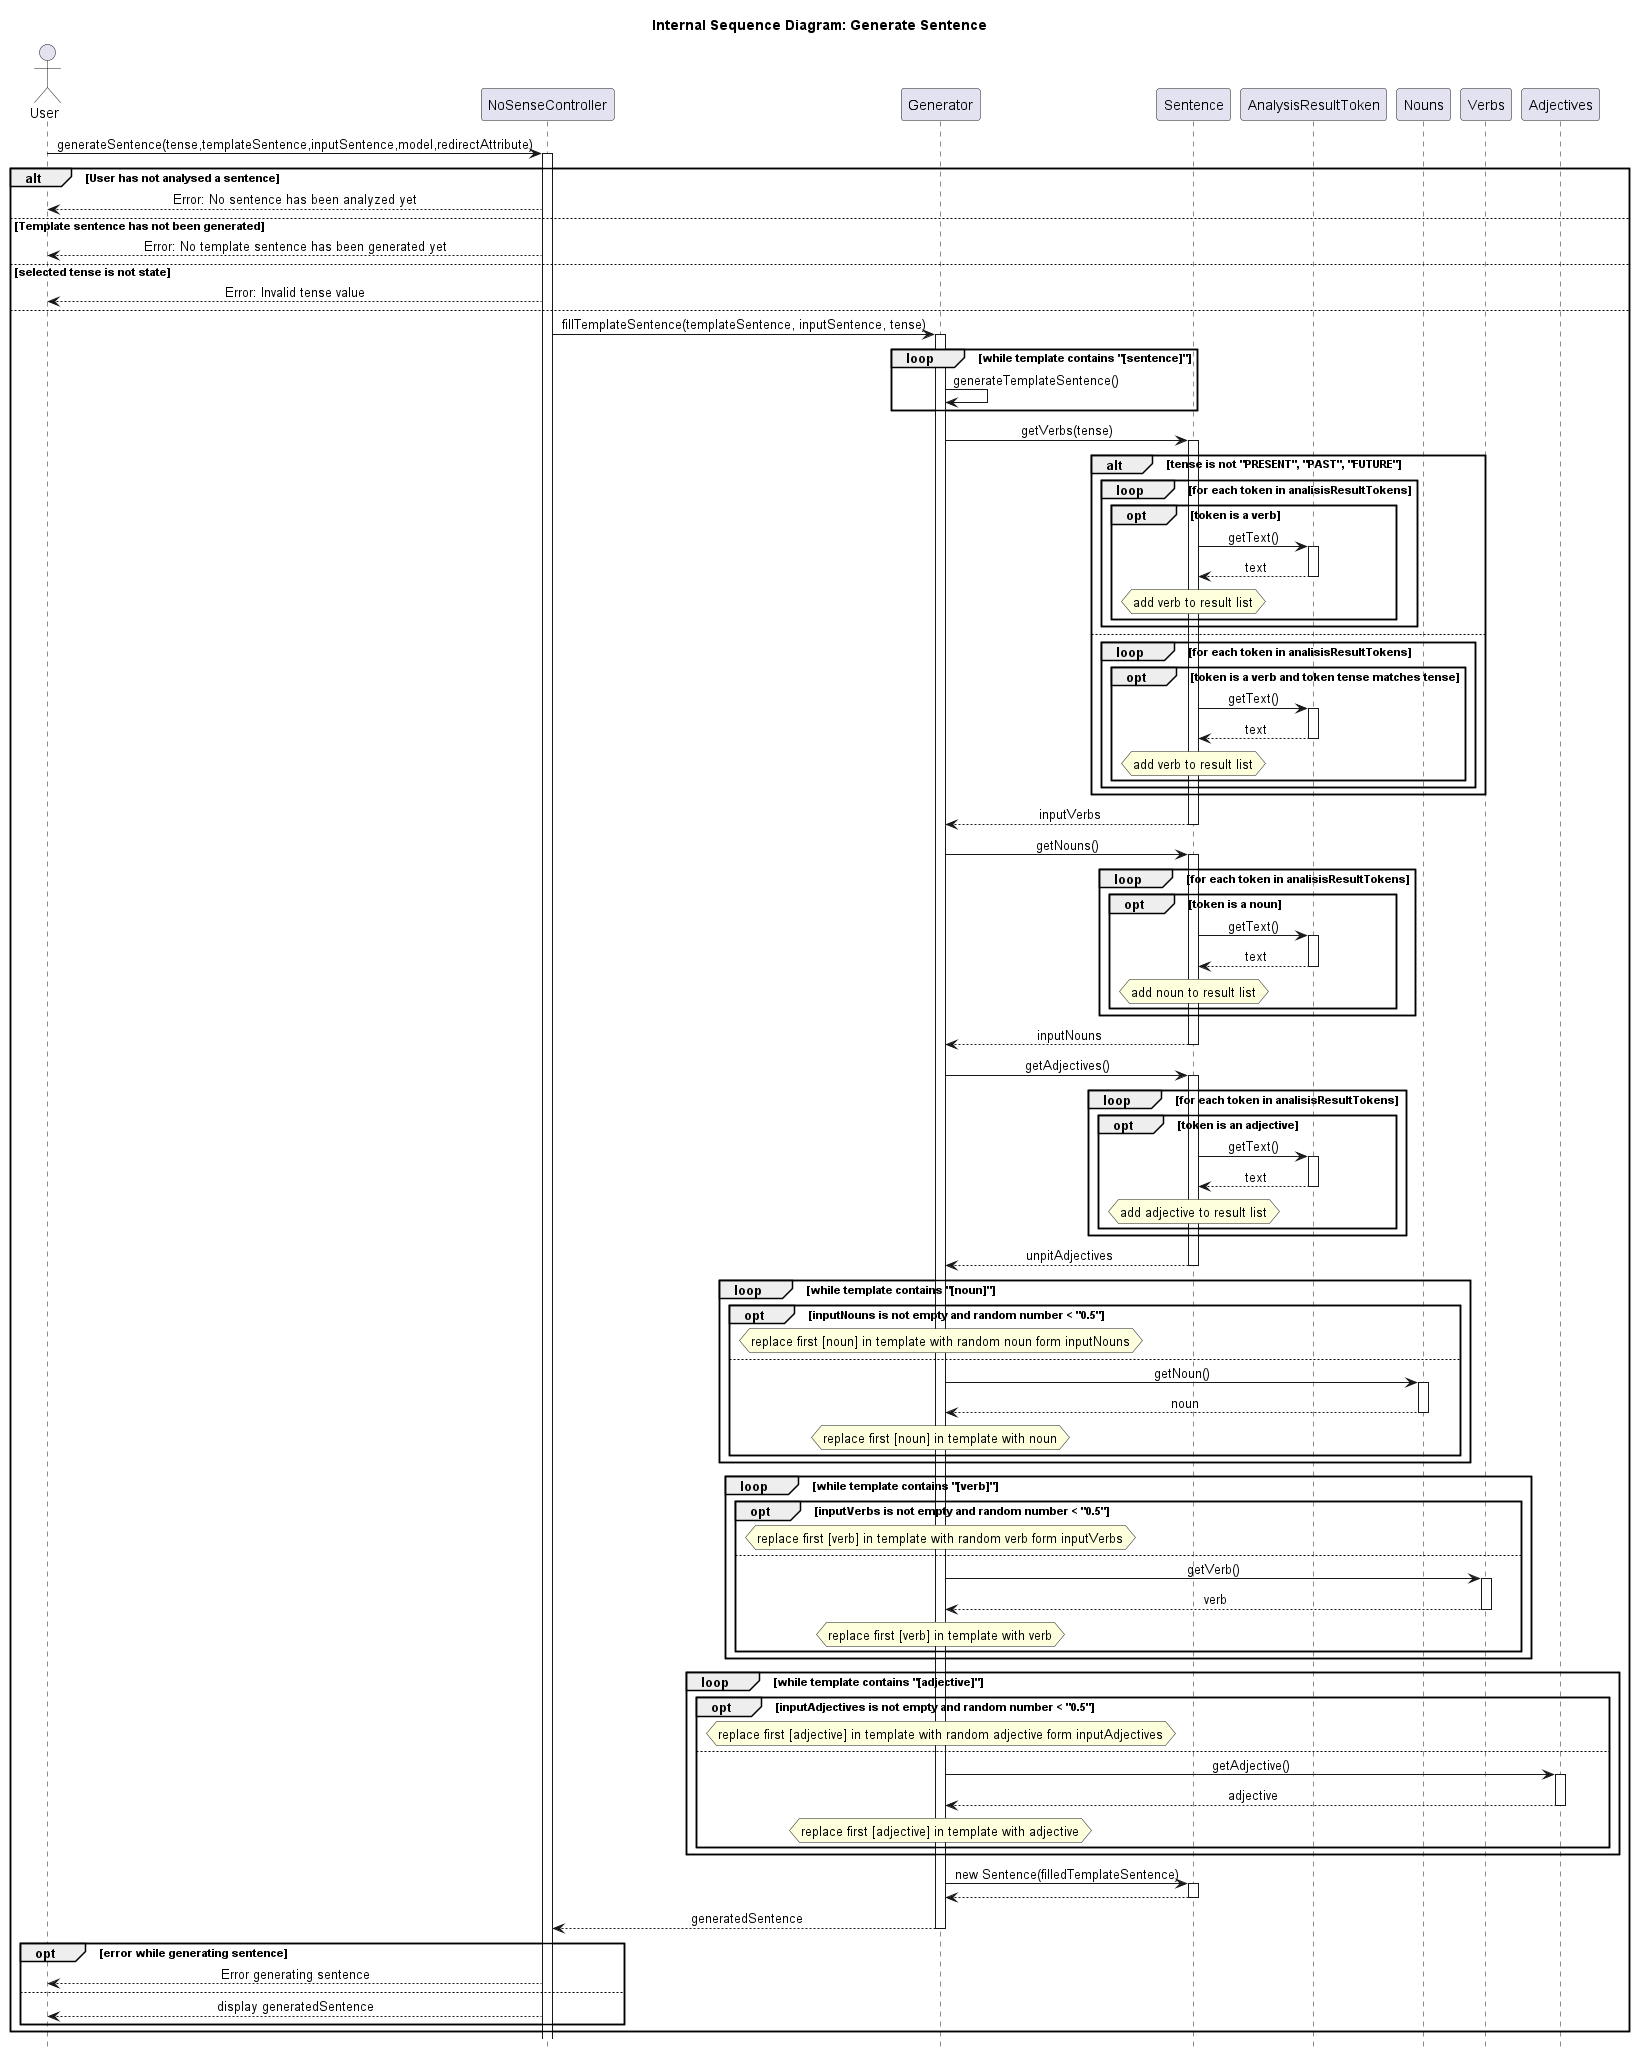 Internal Sequence Diagram: Generate Sentence
User
NoSenseController
Generator
Sentence
AnalysisResultToken
Nouns
Verbs
Adjectives
generateSentence(tense,templateSentence,inputSentence,model,redirectAttribute)
alt [User has not analysed a sentence]
Error: No sentence has been analyzed yet
[Template sentence has not been generated]
Error: No template sentence has been generated yet
[selected tense is not state]
Error: Invalid tense value
fillTemplateSentence(templateSentence, inputSentence, tense)
loop [while template contains "[sentence]"]
generateTemplateSentence()
getVerbs(tense)
alt [tense is not "PRESENT", "PAST", "FUTURE"]
loop [for each token in analisisResultTokens]
opt [token is a verb]
getText()
text
add verb to result list
loop [for each token in analisisResultTokens]
opt [token is a verb and token tense matches tense]
getText()
text
add verb to result list
inputVerbs
getNouns()
loop [for each token in analisisResultTokens]
opt [token is a noun]
getText()
text
add noun to result list
inputNouns
getAdjectives()
loop [for each token in analisisResultTokens]
opt [token is an adjective]
getText()
text
add adjective to result list
unpitAdjectives
loop [while template contains "[noun]"]
opt [inputNouns is not empty and random number < "0.5"]
replace first [noun] in template with random noun form inputNouns
getNoun()
noun
replace first [noun] in template with noun
loop [while template contains "[verb]"]
opt [inputVerbs is not empty and random number < "0.5"]
replace first [verb] in template with random verb form inputVerbs
getVerb()
verb
replace first [verb] in template with verb
loop [while template contains "[adjective]"]
opt [inputAdjectives is not empty and random number < "0.5"]
replace first [adjective] in template with random adjective form inputAdjectives
getAdjective()
adjective
replace first [adjective] in template with adjective
new Sentence(filledTemplateSentence)
generatedSentence
opt [error while generating sentence]
Error generating sentence
display generatedSentence